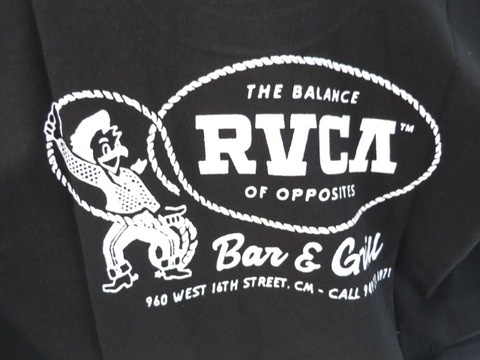 THE BALANCE
RVCA™
OF OPPOSITES
Bar & Grill
960 WEST 16TH STREET. CM - CALL